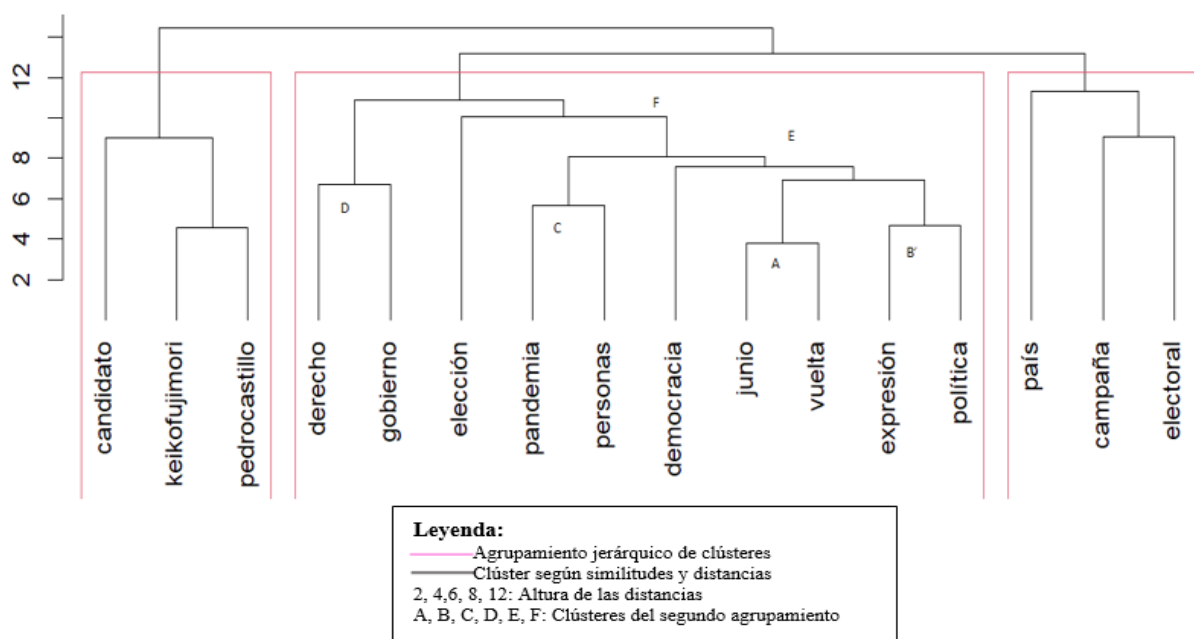 12
8
6
4
2
F
E
D
C
A
B´
candidato
keikofujimori
pedrocastillo
derecho
gobierno
elección
pandemia
personas
democracia
junio
vuelta
expresión
política
país
campaña
electoral
Leyenda:
Agrupamiento jerárquico de clústeres
Clúster según similitudes y distancias
2, 4,6, 8, 12: Altura de las distancias
A, B, C, D, E, F: Clústeres del segundo agrupamiento